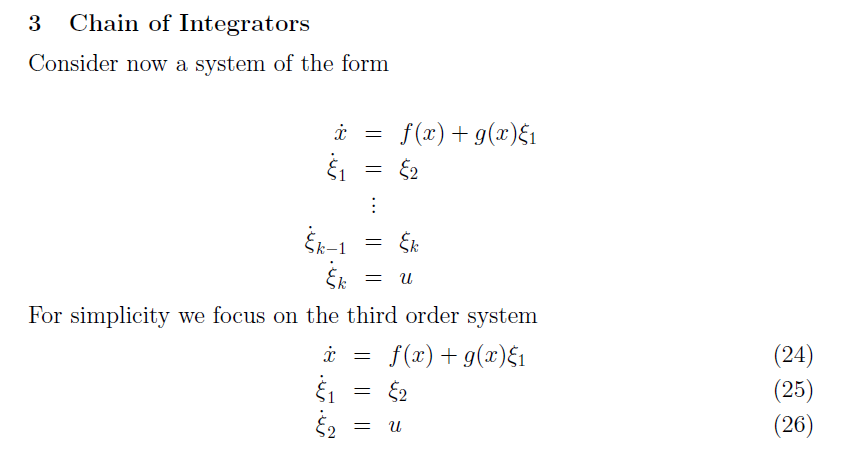 3 Chain of Integrators
Consider now a system of the form
ẋ = f(x) + g(x)ξ₁
ξ̇₁ = ξ₂
⋮
ξ̇ₖ₋₁ = ξₖ
ξ̇ₖ = u
For simplicity we focus on the third order system
ẋ = f(x) + g(x)ξ₁ (24)
ξ̇₁ = ξ₂ (25)
ξ̇₂ = u (26)